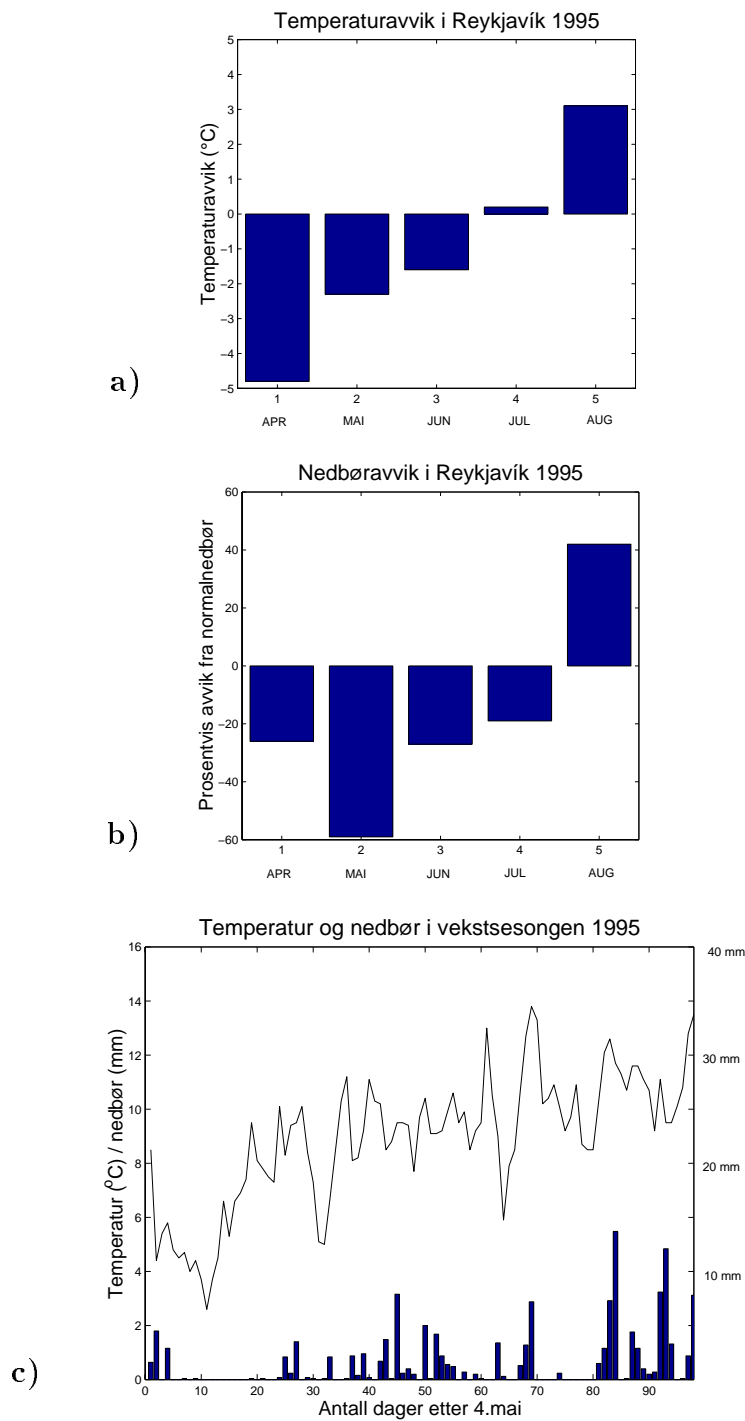 Temperaturavvik i Reykjavík 1995
5
4
3
2
1
0
−1
−2
−3
−4
−5
Temperaturavvik (°C)
1 2 3 4 5
APR MAI JUN JUL AUG
a)
Nedbøravvik i Reykjavík 1995
60
40
20
0
−20
−40
−60
Prosentvis avvik fra normalnedbør
1 2 3 4 5
APR MAI JUN JUL AUG
b)
Temperatur og nedbør i vekstsesongen 1995
16
14
12
10
8
6
4
2
0
Temperatur (°C) / nedbør (mm)
40 mm
30 mm
20 mm
10 mm
0 10 20 30 40 50 60 70 80 90
Antall dager etter 4.mai
c)